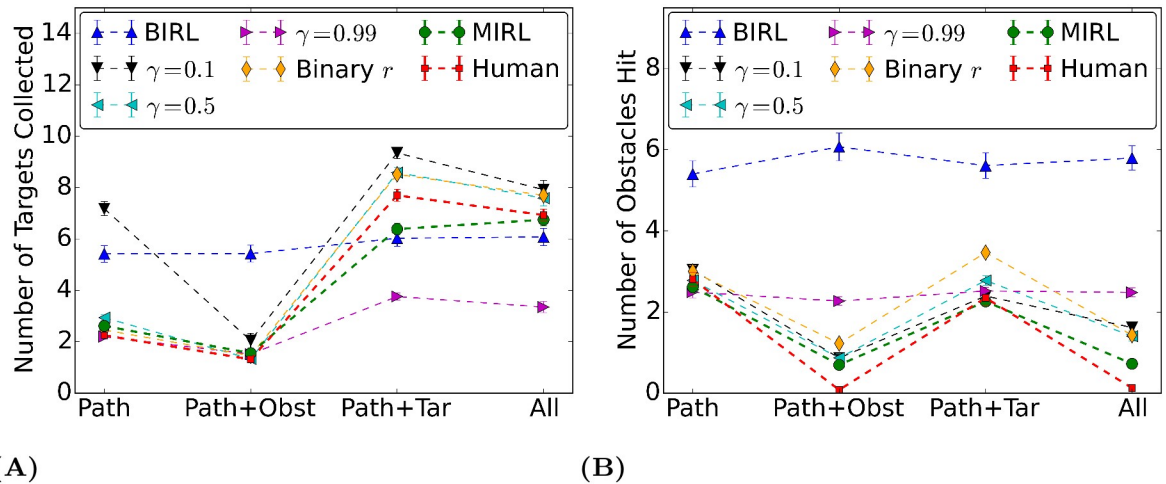 14
12
10
8
6
4
2
0
Number of Targets Collected
BIRL
γ=0.1
γ=0.5
γ=0.99
Binary r
MIRL
Human
Path
Path+Obst
Path+Tar
All
(A)
8
6
4
2
0
Number of Obstacles Hit
BIRL
γ=0.1
γ=0.5
γ=0.99
Binary r
MIRL
Human
Path
Path+Obst
Path+Tar
All
(B)